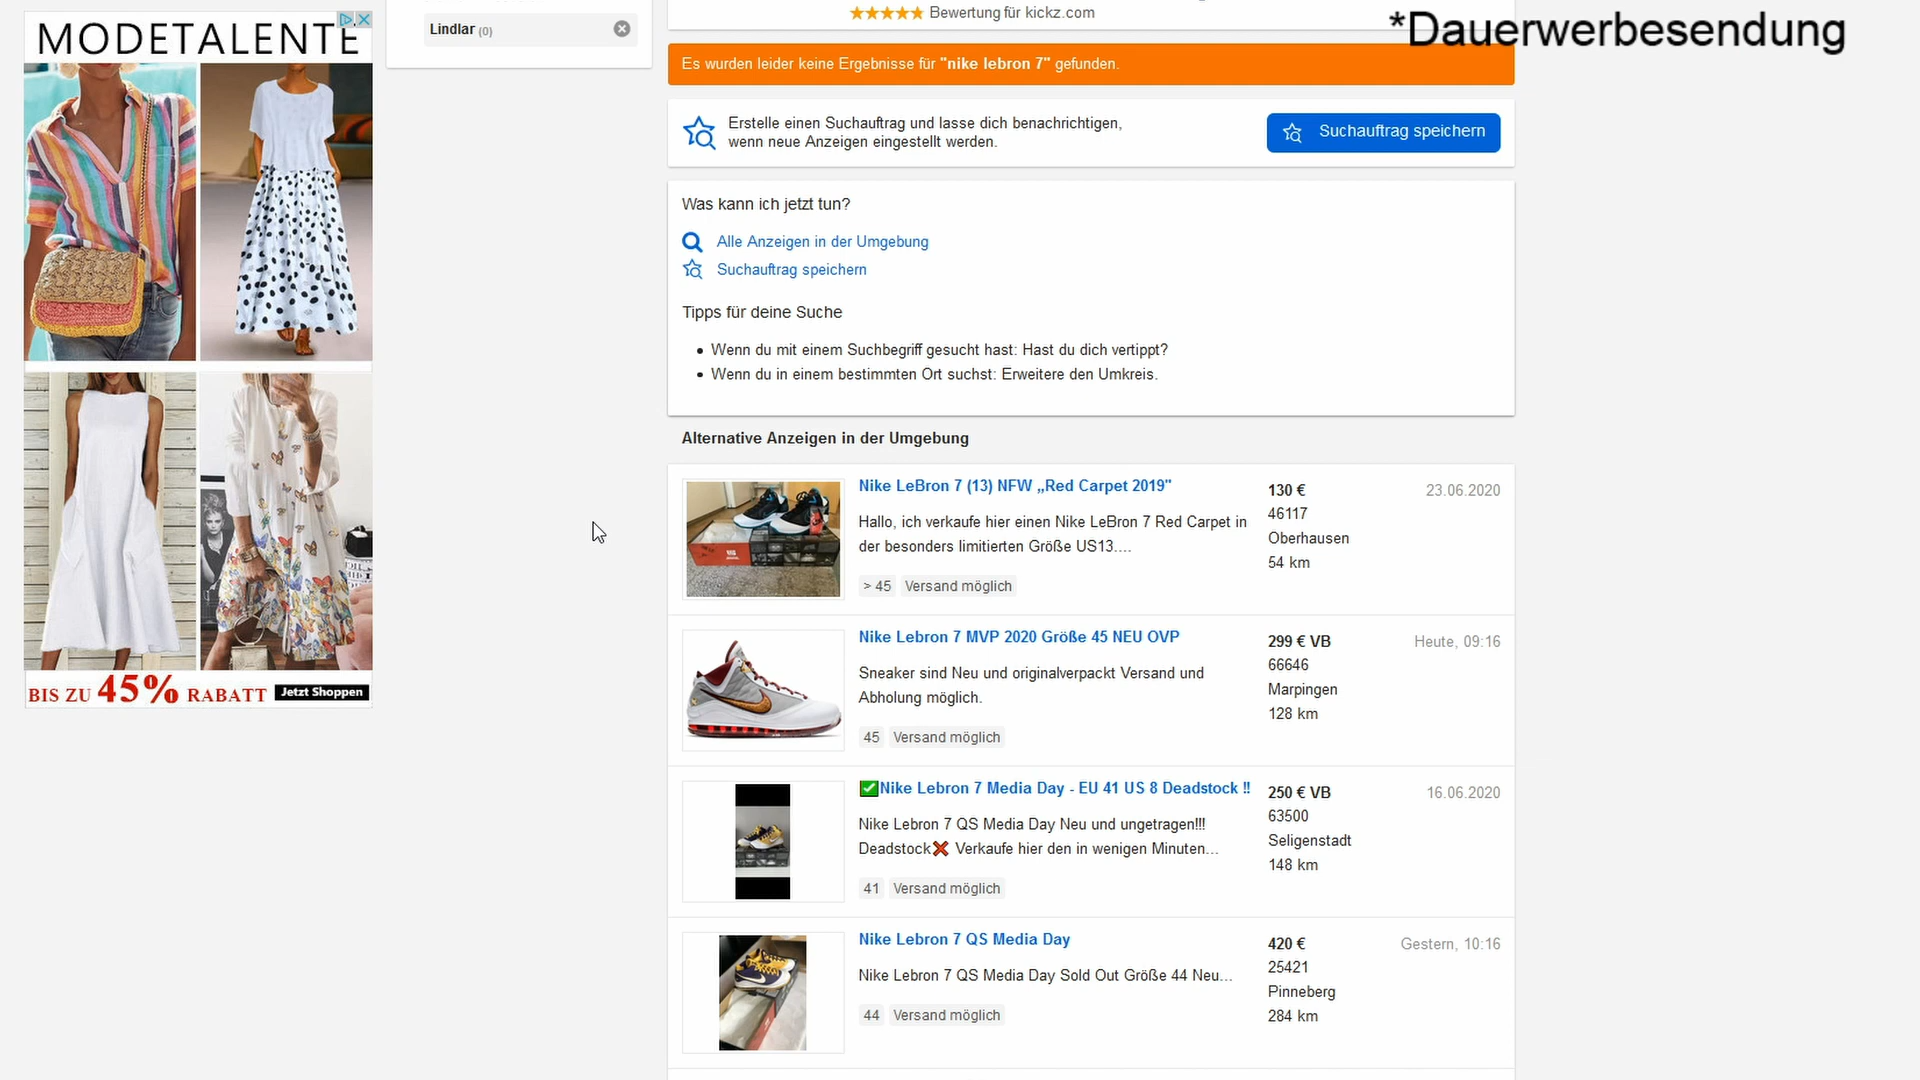 MODETALENTE
BIS ZU 45% RABATT Jetzt Shoppen
Lindlar (0)
Bewertung für kickz.com
*Dauerwerbesendung
Es wurden leider keine Ergebnisse für "nike lebron 7" gefunden.
Erstelle einen Suchauftrag und lasse dich benachrichtigen,
wenn neue Anzeigen eingestellt werden.
Suchauftrag speichern
Was kann ich jetzt tun?
Alle Anzeigen in der Umgebung
Suchauftrag speichern
Tipps für deine Suche
• Wenn du mit einem Suchbegriff gesucht hast: Hast du dich vertippt?
• Wenn du in einem bestimmten Ort suchst: Erweitere den Umkreis.
Alternative Anzeigen in der Umgebung
Nike LeBron 7 (13) NFW „Red Carpet 2019"
Hallo, ich verkaufe hier einen Nike LeBron 7 Red Carpet in
der besonders limitierten Größe US13....
> 45 Versand möglich
130 €
46117
Oberhausen
54 km
23.06.2020
Nike Lebron 7 MVP 2020 Größe 45 NEU OVP
Sneaker sind Neu und originalverpackt Versand und
Abholung möglich.
45 Versand möglich
299 € VB
66646
Marpingen
128 km
Heute, 09:16
✅Nike Lebron 7 Media Day - EU 41 US 8 Deadstock ‼
Nike Lebron 7 QS Media Day Neu und ungetragen!!!
Deadstock❌ Verkaufe hier den in wenigen Minuten...
41 Versand möglich
250 € VB
63500
Seligenstadt
148 km
16.06.2020
Nike Lebron 7 QS Media Day
Nike Lebron 7 QS Media Day Sold Out Größe 44 Neu...
44 Versand möglich
420 €
25421
Pinneberg
284 km
Gestern, 10:16